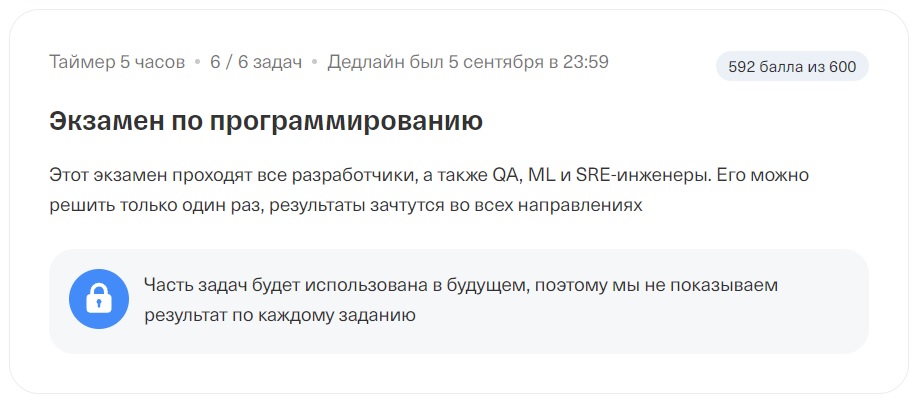 Таймер 5 часов • 6 / 6 задач • Дедлайн был 5 сентября в 23:59
592 балла из 600
Экзамен по программированию
Этот экзамен проходят все разработчики, а также QA, ML и SRE-инженеры. Его можно
решить только один раз, результаты зачтутся во всех направлениях
Часть задач будет использована в будущем, поэтому мы не показываем
результат по каждому заданию